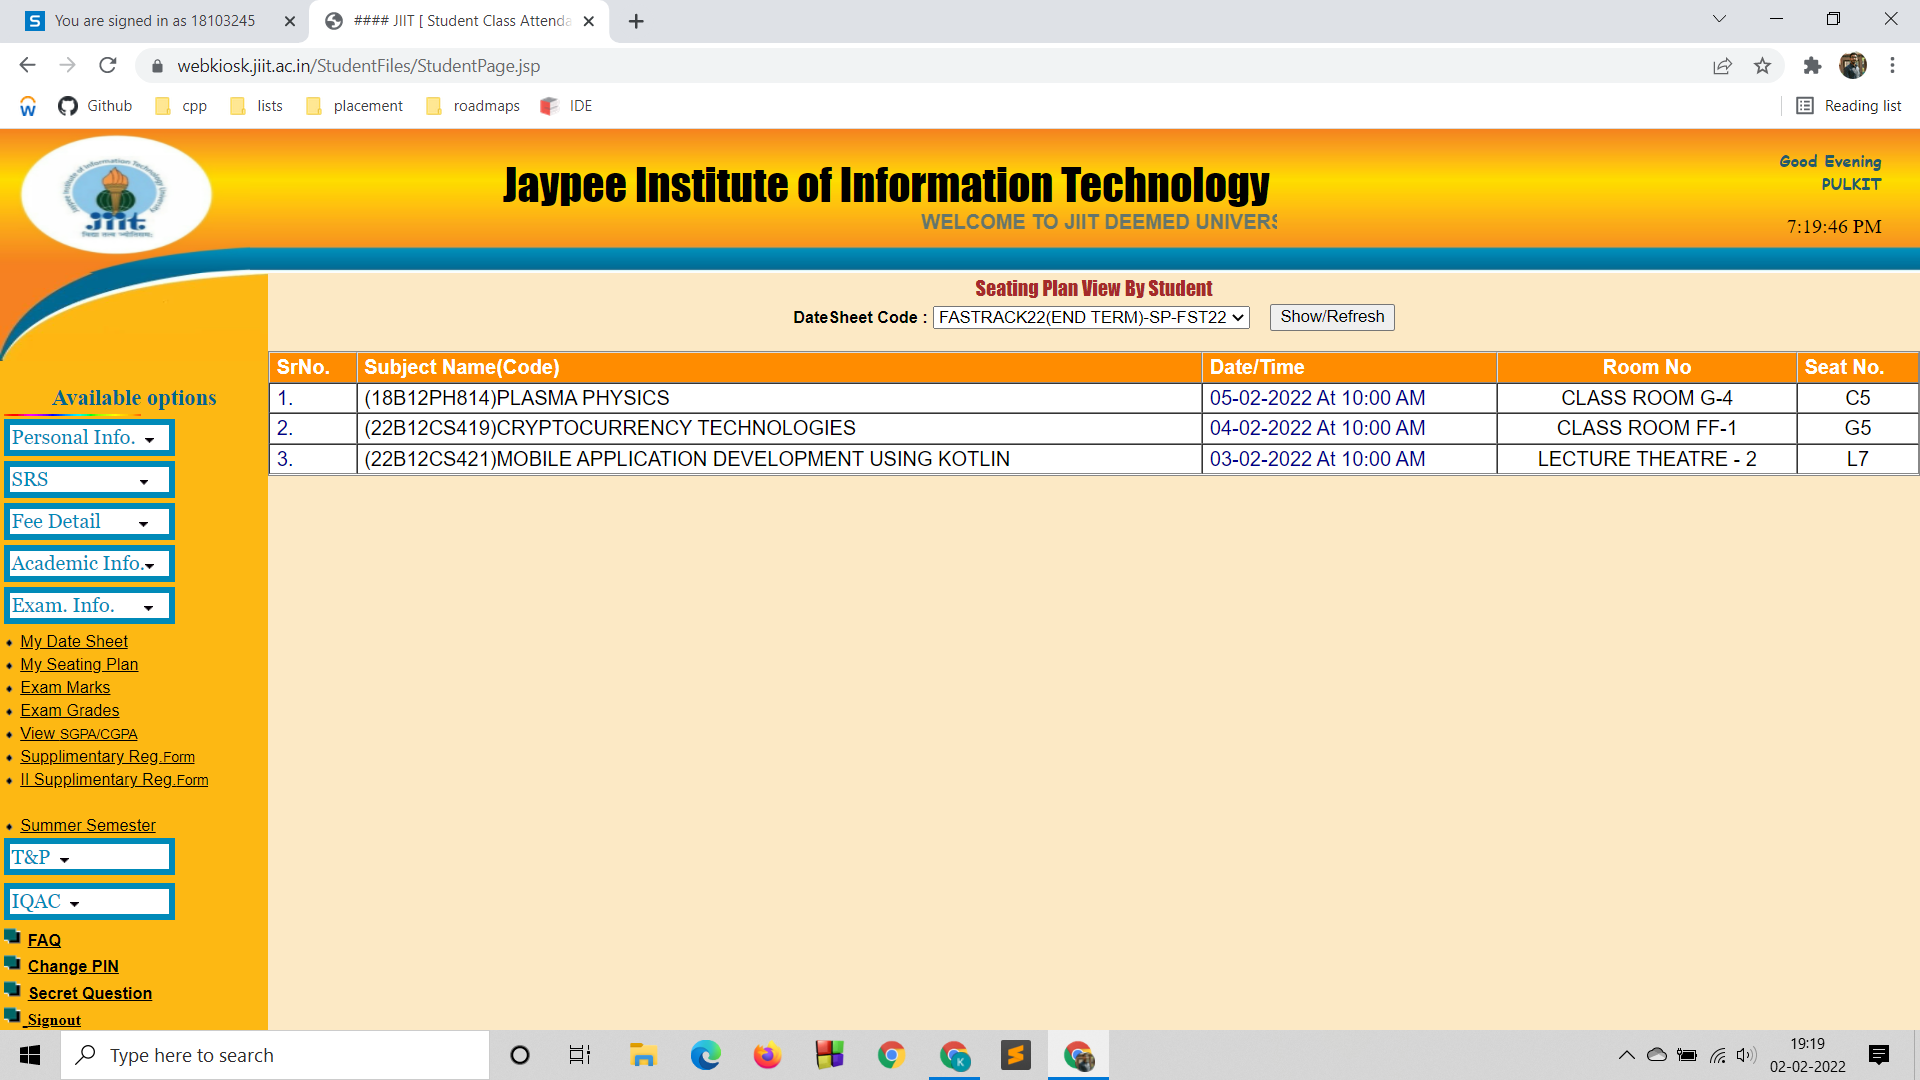 You are signed in as 18103245
#### JIIT [ Student Class Attenda
webkiosk.jiit.ac.in/StudentFiles/StudentPage.jsp
Github cpp lists placement roadmaps IDE Reading list
jiit
Jaypee Institute of Information Technology
WELCOME TO JIIT DEEMED UNIVERS
Good Evening
PULKIT
7:19:46 PM
Seating Plan View By Student
DateSheet Code : FASTRACK22(END TERM)-SP-FST22 Show/Refresh
SrNo. Subject Name(Code) Date/Time Room No Seat No.
1. (18B12PH814)PLASMA PHYSICS 05-02-2022 At 10:00 AM CLASS ROOM G-4 C5
2. (22B12CS419)CRYPTOCURRENCY TECHNOLOGIES 04-02-2022 At 10:00 AM CLASS ROOM FF-1 G5
3. (22B12CS421)MOBILE APPLICATION DEVELOPMENT USING KOTLIN 03-02-2022 At 10:00 AM LECTURE THEATRE - 2 L7
Available options
Personal Info.
SRS
Fee Detail
Academic Info.
Exam. Info.
My Date Sheet
My Seating Plan
Exam Marks
Exam Grades
View SGPA/CGPA
Supplimentary Reg.Form
II Supplimentary Reg.Form
Summer Semester
T&P
IQAC
FAQ
Change PIN
Secret Question
Signout
Type here to search
19:19
02-02-2022